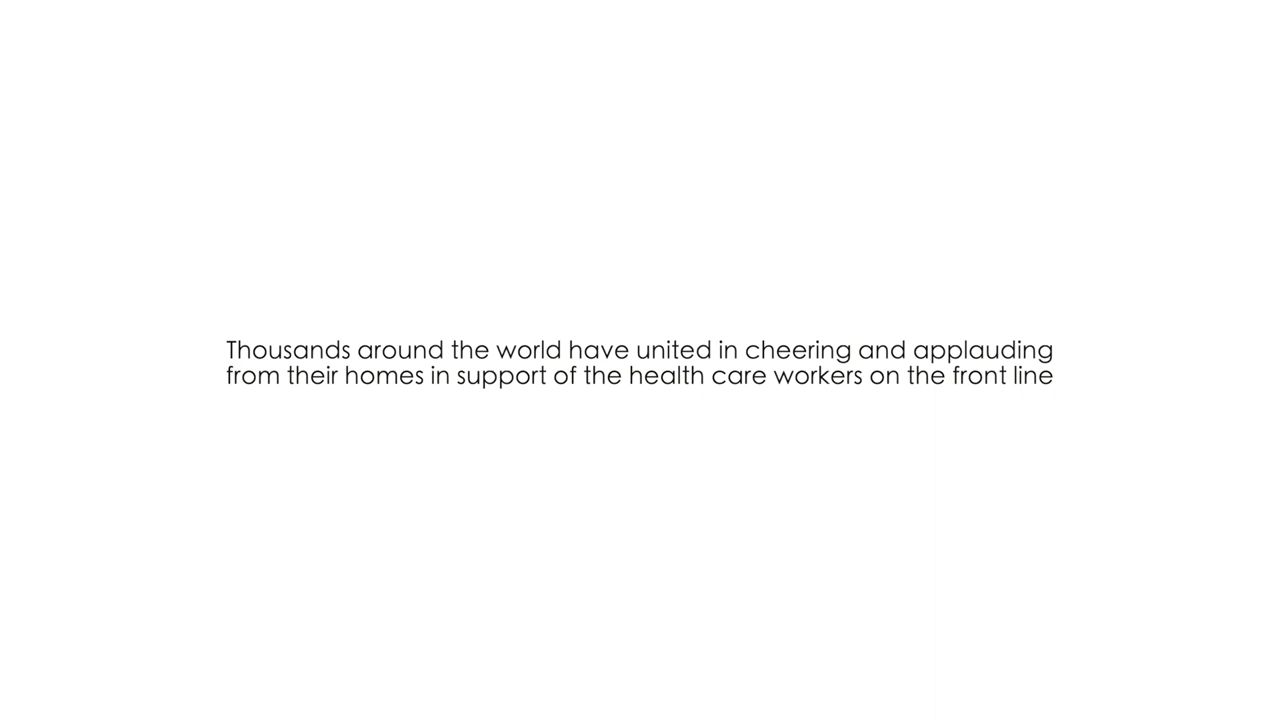 Thousands around the world have united in cheering and applauding
from their homes in support of the health care workers on the front line